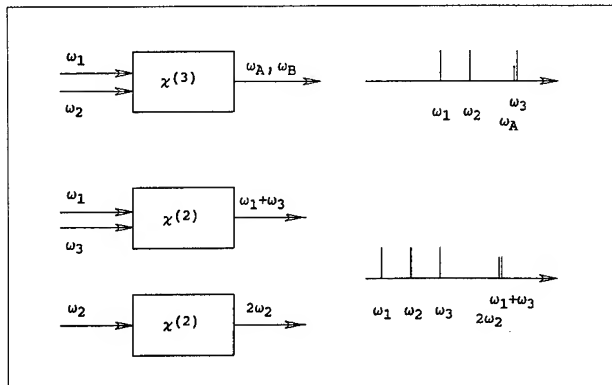 ω1
ω2
χ(3)
ωA, ωB
ω1 ω2 ω3
ωA
ω1
ω3
χ(2)
ω1+ω3
ω2
χ(2)
2ω2
ω1 ω2 ω3 ω1+ω3
2ω2